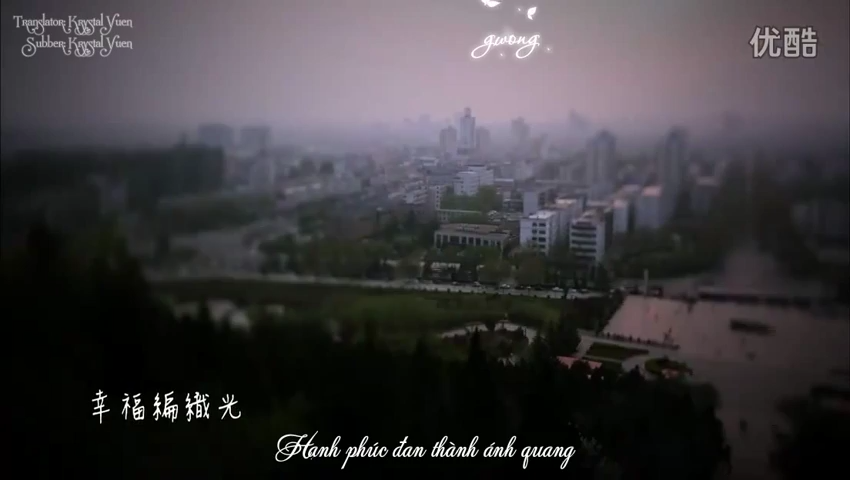 Translator: Krystal Yuen
Subber: Krystal Yuen
gwong
优酷
幸福編織光
Hạnh phúc đan thành ánh quang